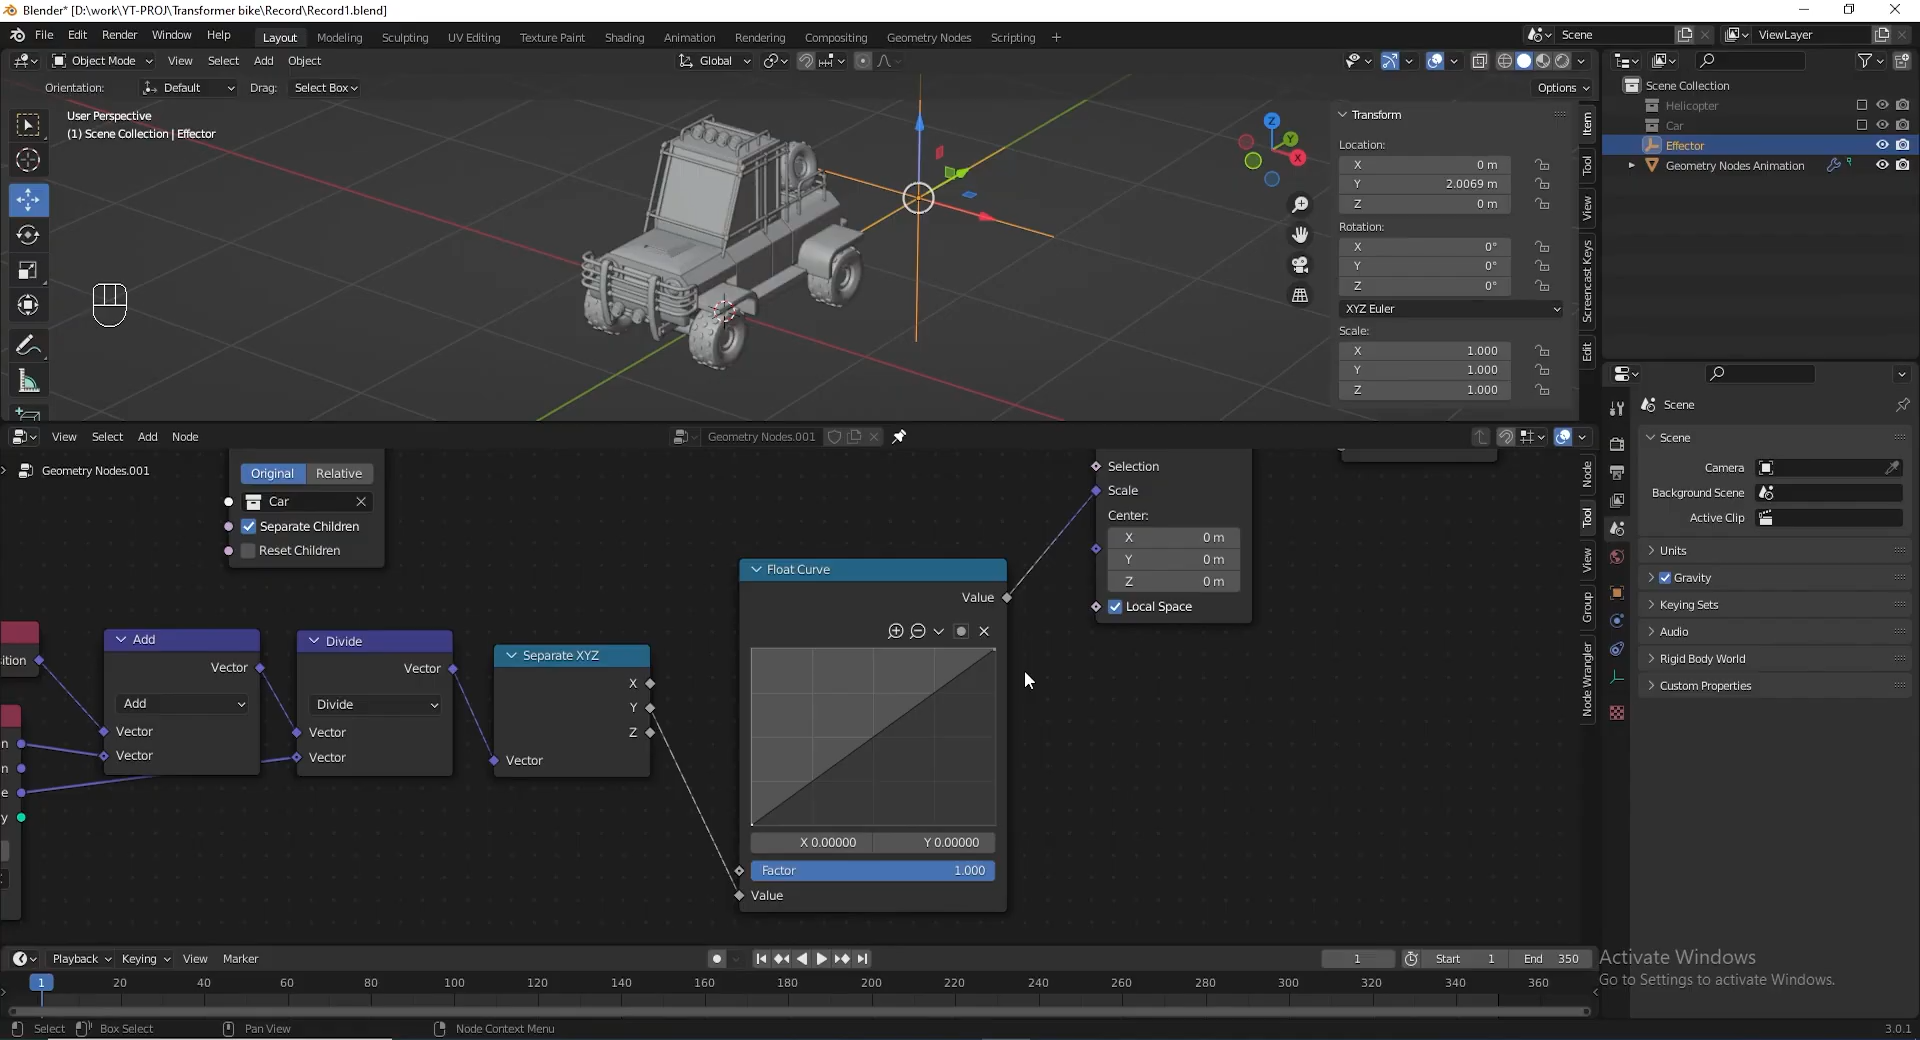 Blender* [D:\work\YT-PROJ\Transformer bike\Record\Record1.blend]
File Edit Render Window Help Layout Modeling Sculpting UV Editing Texture Paint Shading Animation Rendering Compositing Geometry Nodes Scripting + Scene ViewLayer
Object Mode View Select Add Object Global
Orientation: Default Drag: Select Box Options
User Perspective
(1) Scene Collection | Effector
Z
Y
X
Transform
Location:
X 0 m
Y 2.0069 m
Z 0 m
Rotation:
X 0°
Y 0°
Z 0°
XYZ Euler
Scale:
X 1.000
Y 1.000
Z 1.000
Item
Tool
View
Screencast Keys
Edit
Scene Collection
Helicopter
Car
Effector
Geometry Nodes Animation
Scene
Scene
Camera
Background Scene
Active Clip
Units
Gravity
Keying Sets
Audio
Rigid Body World
Custom Properties
View Select Add Node Geometry Nodes.001
Geometry Nodes.001
Original Relative
Car
Separate Children
Reset Children
ition
n
n
e
y
Add
Vector
Add
Vector
Vector
Divide
Vector
Divide
Vector
Vector
Separate XYZ
X
Y
Z
Vector
Float Curve
Value
X 0.00000 Y 0.00000
Factor 1.000
Value
Selection
Scale
Center:
X 0 m
Y 0 m
Z 0 m
Local Space
Node
Tool
View
Group
Node Wrangler
Playback Keying View Marker 1 Start 1 End 350
1 20 40 60 80 100 120 140 160 180 200 220 240 260 280 300 320 340 360
Activate Windows
Go to Settings to activate Windows.
Select Box Select Pan View Node Context Menu 3.0.1